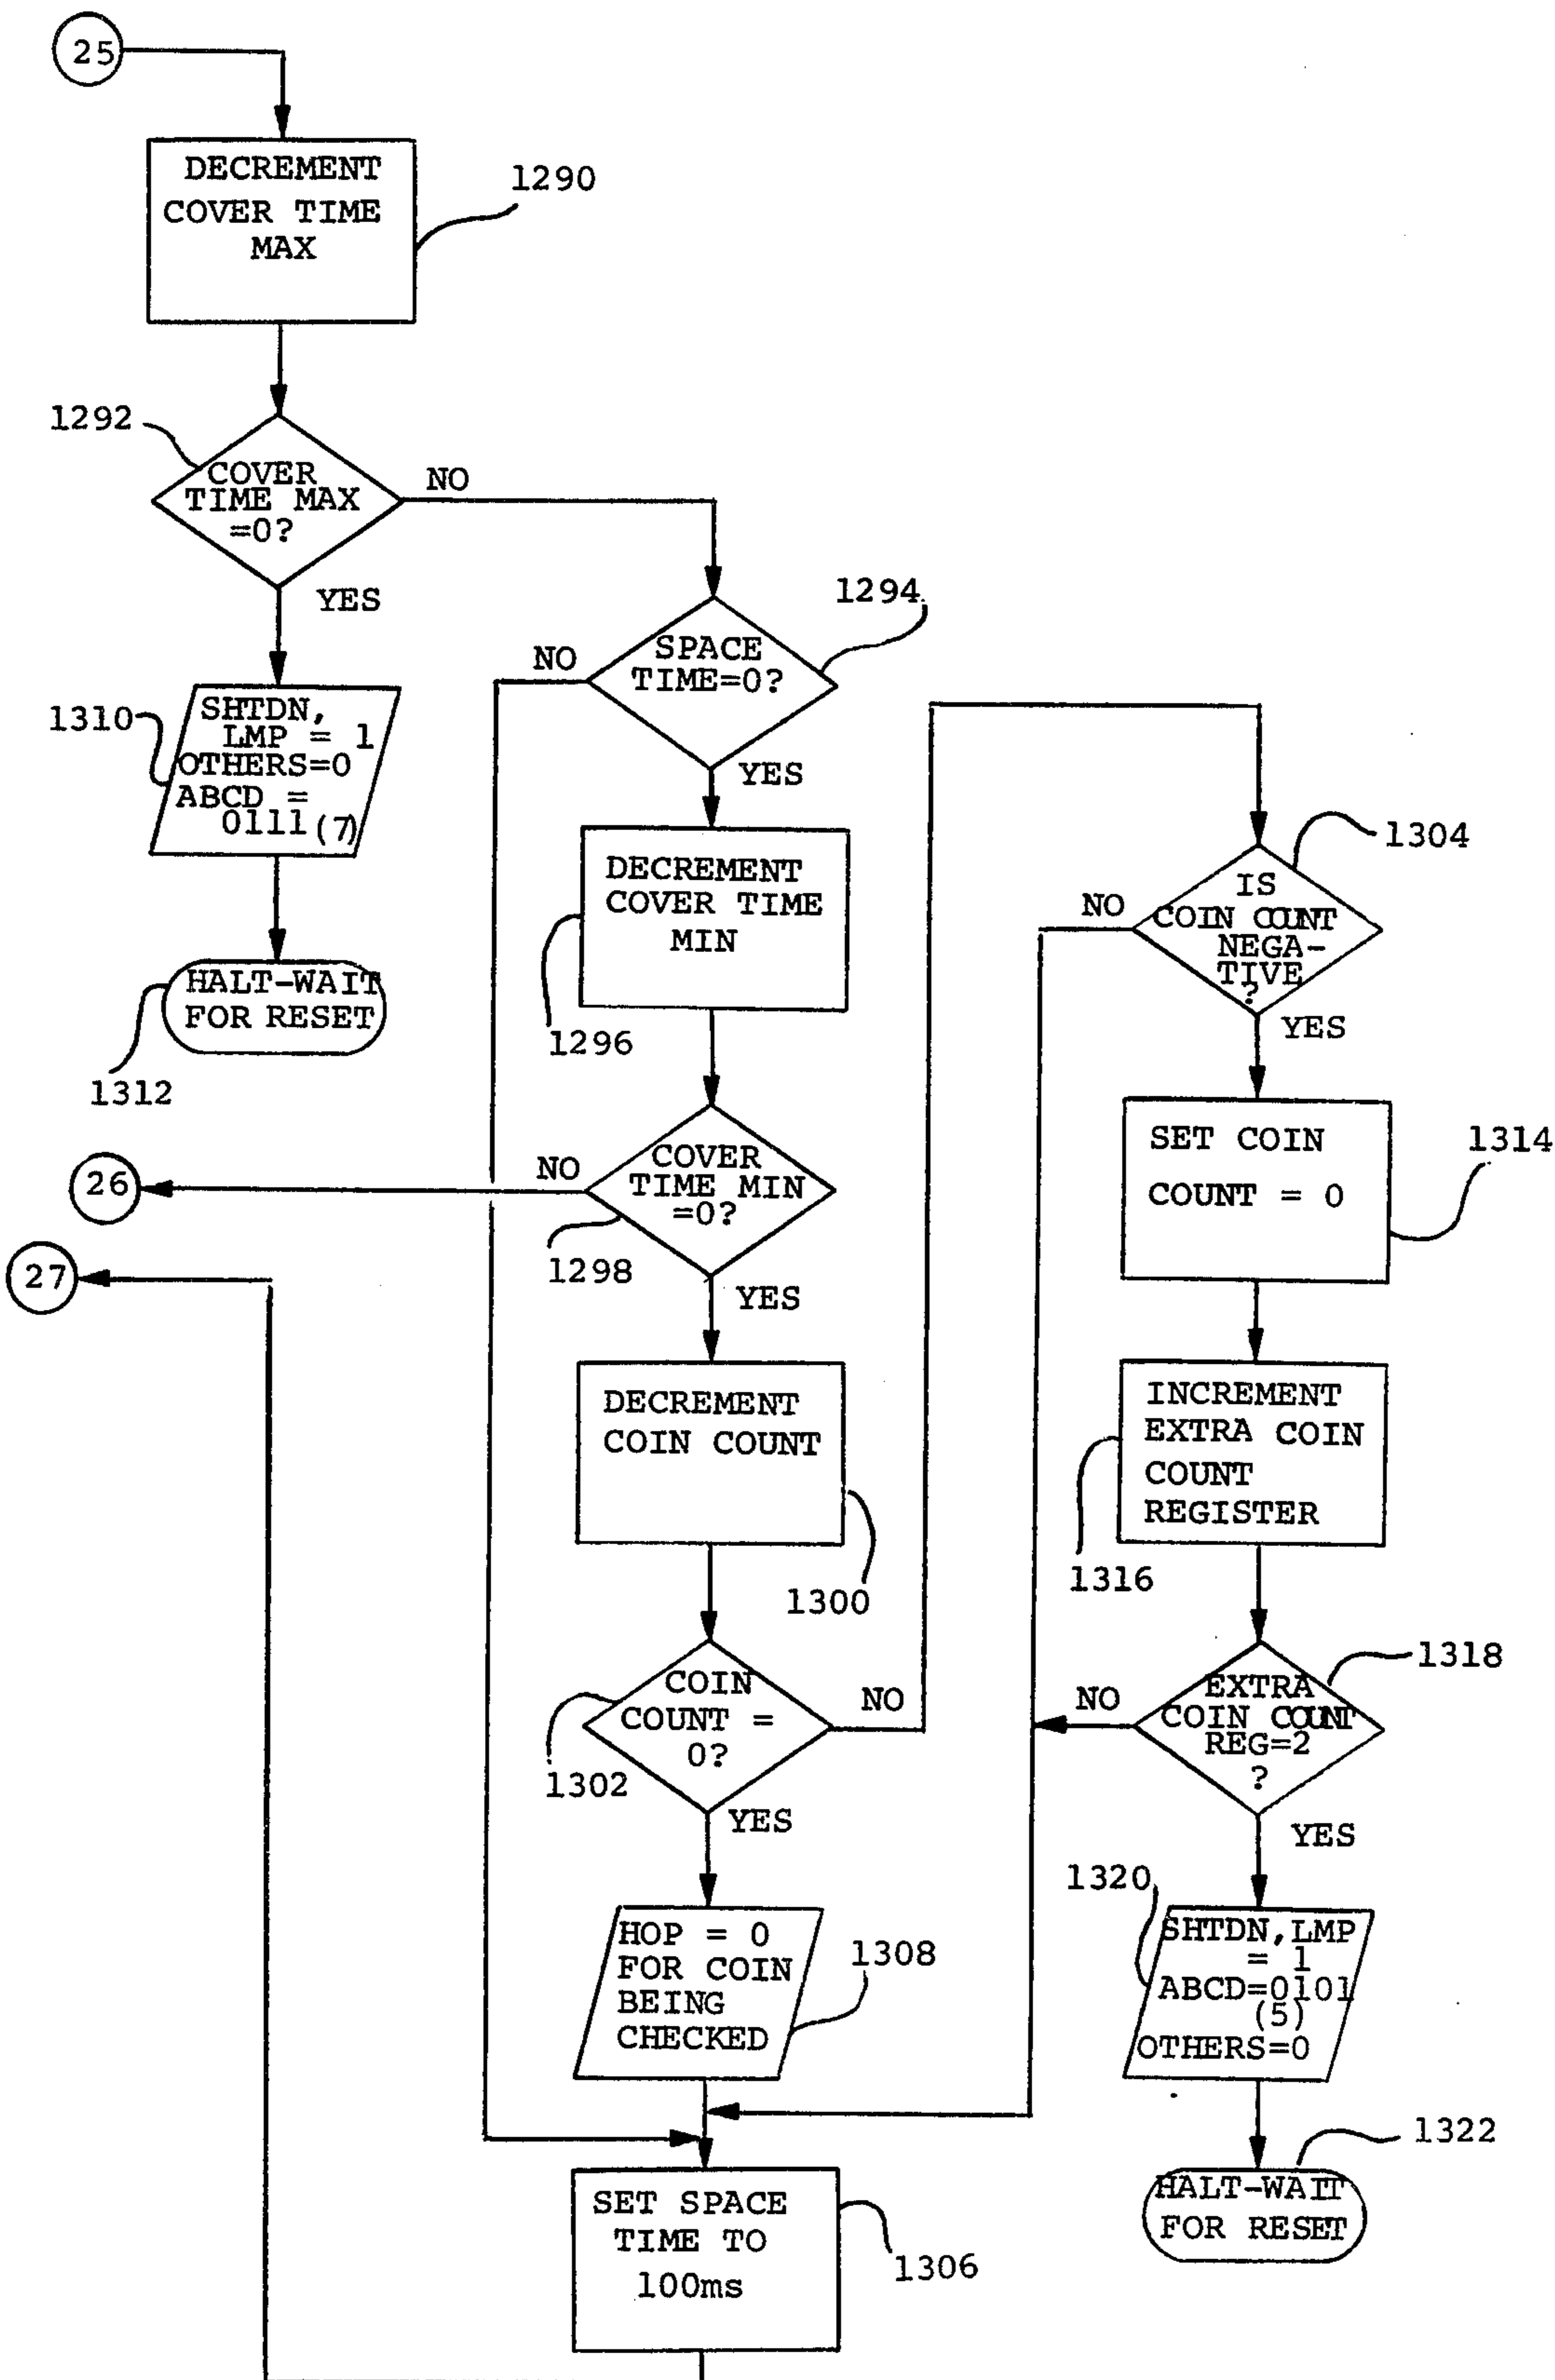 25
DECREMENT
COVER TIME
MAX
1290
1292
COVER
TIME MAX
=0?
NO
YES
1310
SHTDN,
LMP = 1
OTHERS=0
ABCD =
0111(7)
HALT-WAIT
FOR RESET
1312
1294
SPACE
TIME=0?
NO
YES
DECREMENT
COVER TIME
MIN
1296
26
NO
COVER
TIME MIN
=0?
1298
YES
27
DECREMENT
COIN COUNT
1300
COIN
COUNT =
0?
1302
NO
YES
HOP = 0
FOR COIN
BEING
CHECKED
1308
SET SPACE
TIME TO
100ms
1306
1304
IS
COIN COUNT
NEGA-
TIVE
?
NO
YES
SET COIN
COUNT = 0
1314
INCREMENT
EXTRA COIN
COUNT
REGISTER
1316
1318
EXTRA
COIN COUNT
REG=2
?
NO
YES
1320
SHTDN,LMP
= 1
ABCD=0101
(5)
OTHERS=0
1322
HALT-WAIT
FOR RESET